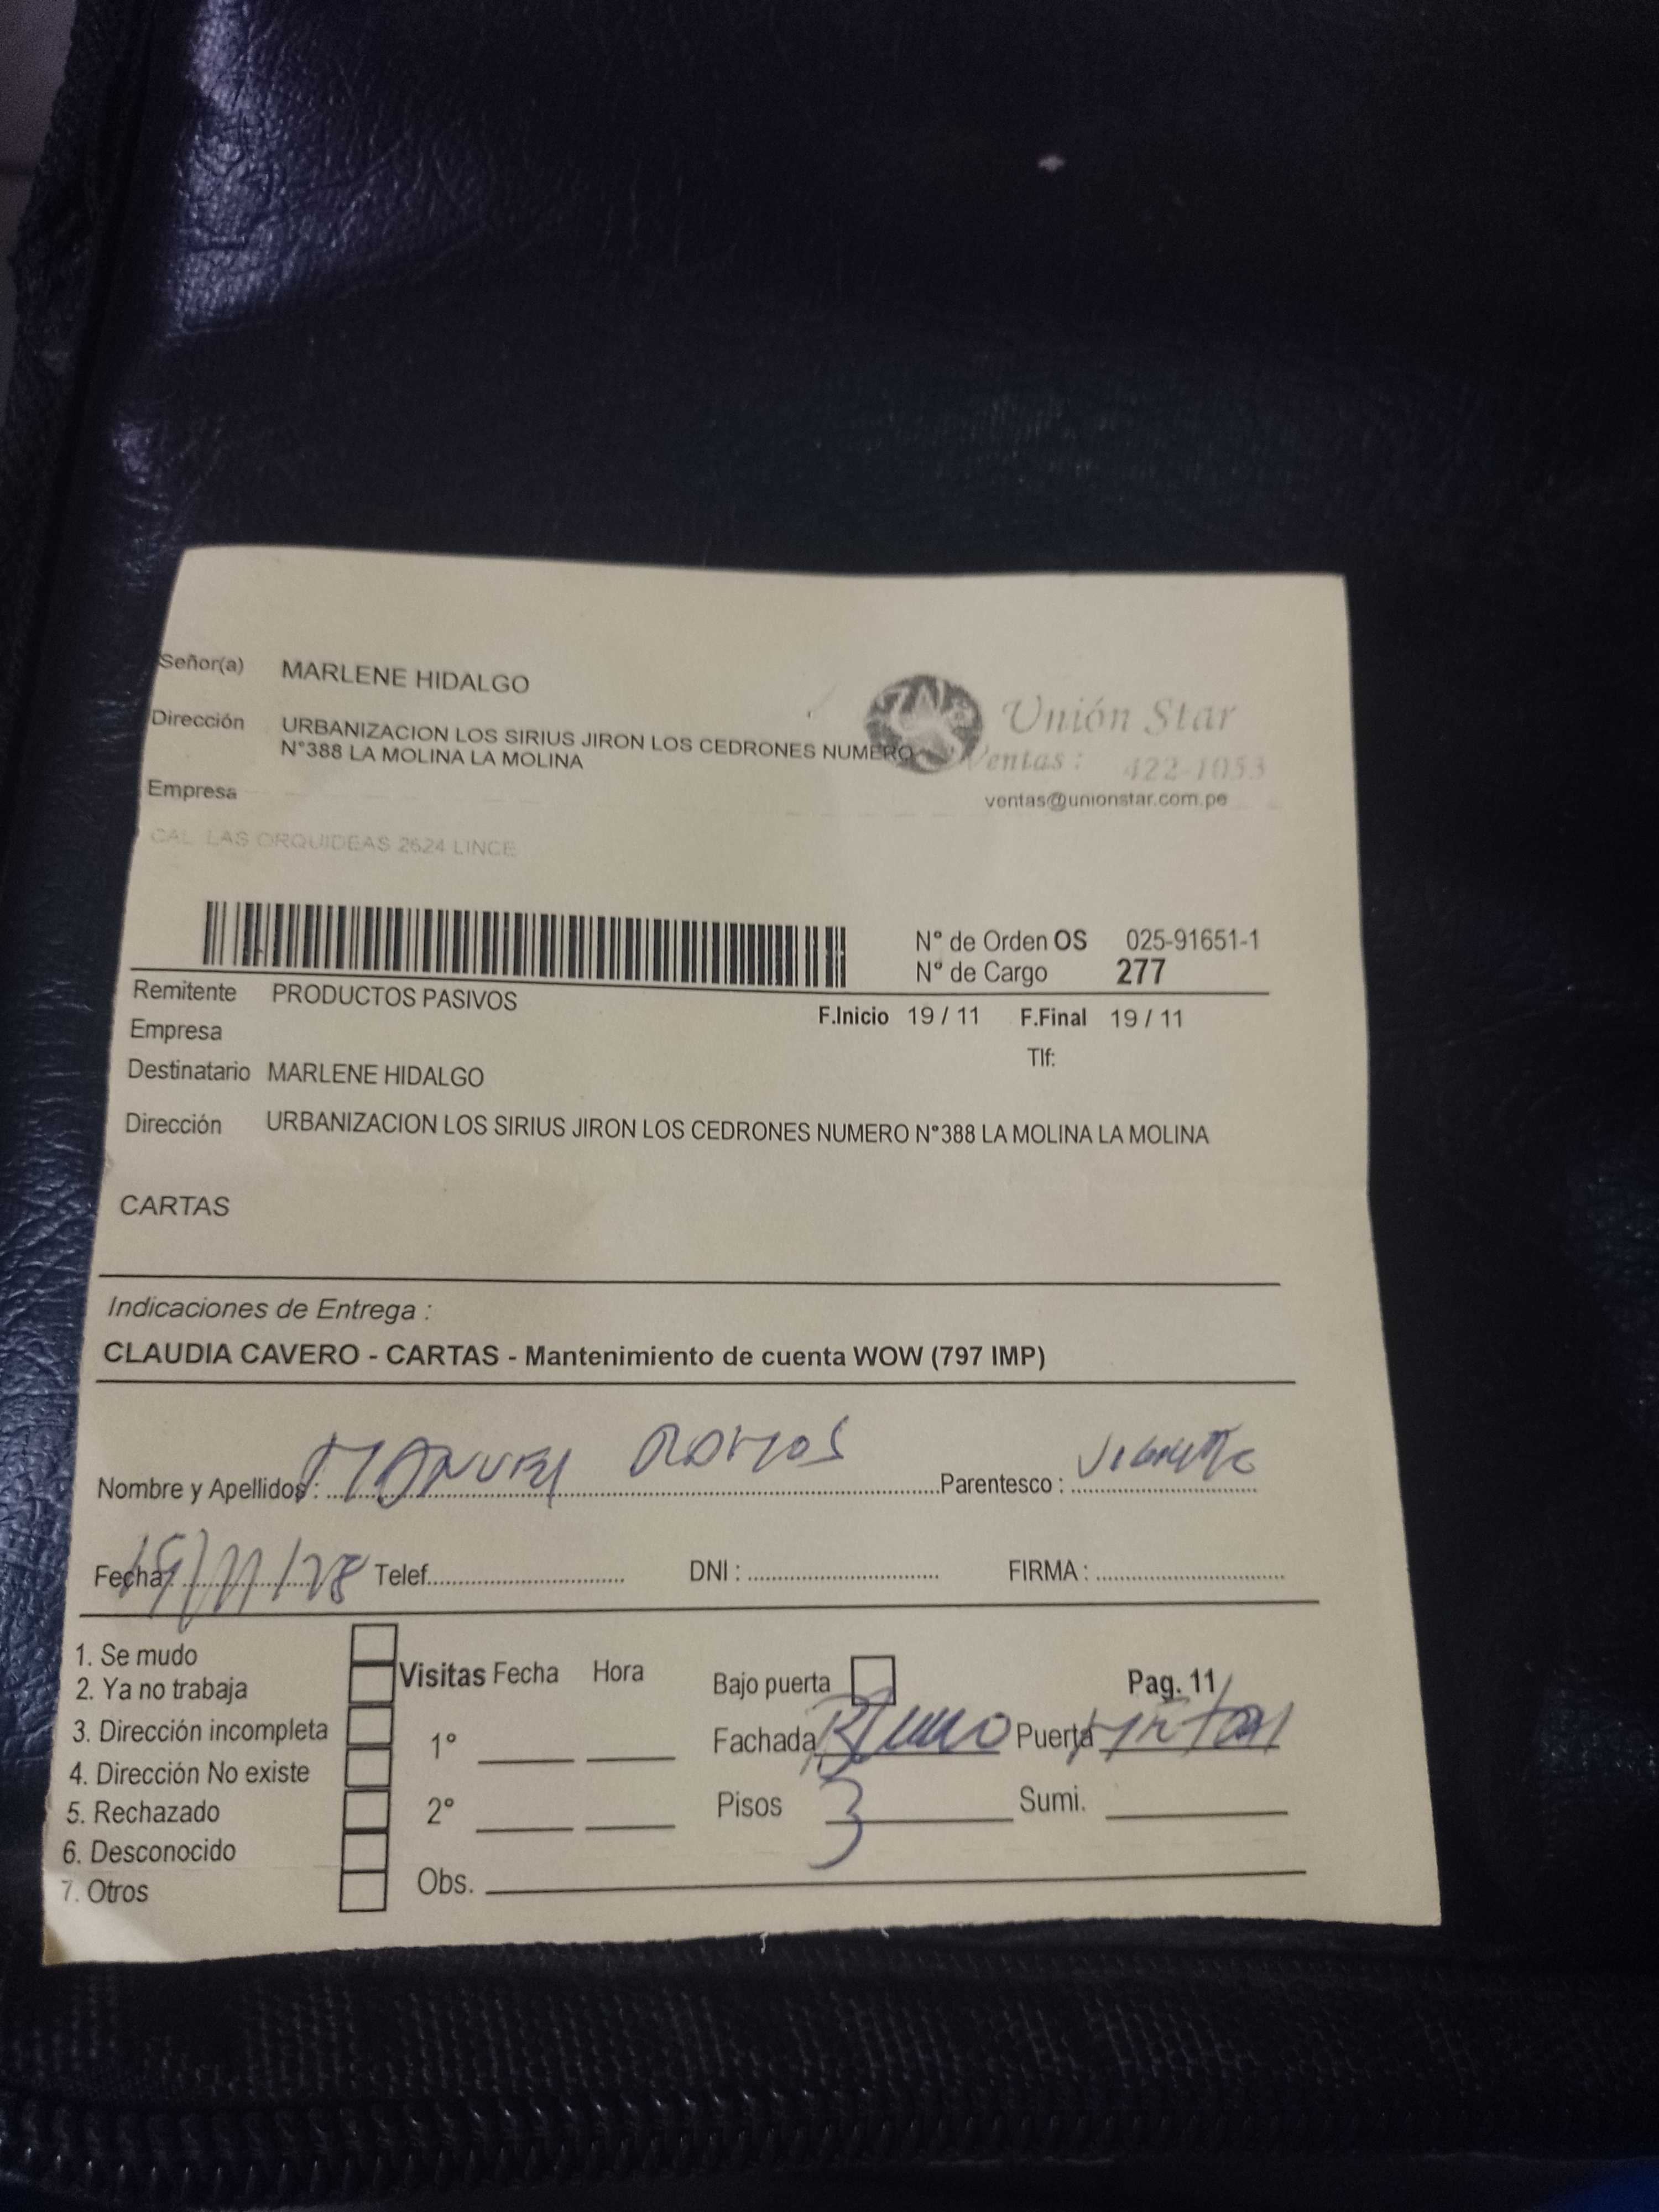 Señor(a) MARLENE HIDALGO
Dirección URBANIZACION LOS SIRIUS JIRON LOS CEDRONES NUMERO
N°388 LA MOLINA LA MOLINA
Unión Star
Ventas : 422-1053
ventas@unionstar.com.pe
Empresa
CAL LAS ORQUIDEAS 2624 LINCE
N° de Orden OS 025-91651-1
N° de Cargo 277
Remitente PRODUCTOS PASIVOS
F.Inicio 19 / 11 F.Final 19 / 11
Empresa
Tlf:
Destinatario MARLENE HIDALGO
Dirección URBANIZACION LOS SIRIUS JIRON LOS CEDRONES NUMERO N°388 LA MOLINA LA MOLINA
CARTAS
Indicaciones de Entrega :
CLAUDIA CAVERO - CARTAS - Mantenimiento de cuenta WOW (797 IMP)
Nombre y Apellidos : MANUEL RAMOS Parentesco :
Fecha: Telef. DNI : FIRMA :
1. Se mudo
2. Ya no trabaja
3. Dirección incompleta
4. Dirección No existe
5. Rechazado
6. Desconocido
7. Otros
Visitas Fecha Hora
1°
2°
Bajo puerta Pag. 11
Fachada Puerta
Pisos 3 Sumi.
Obs.